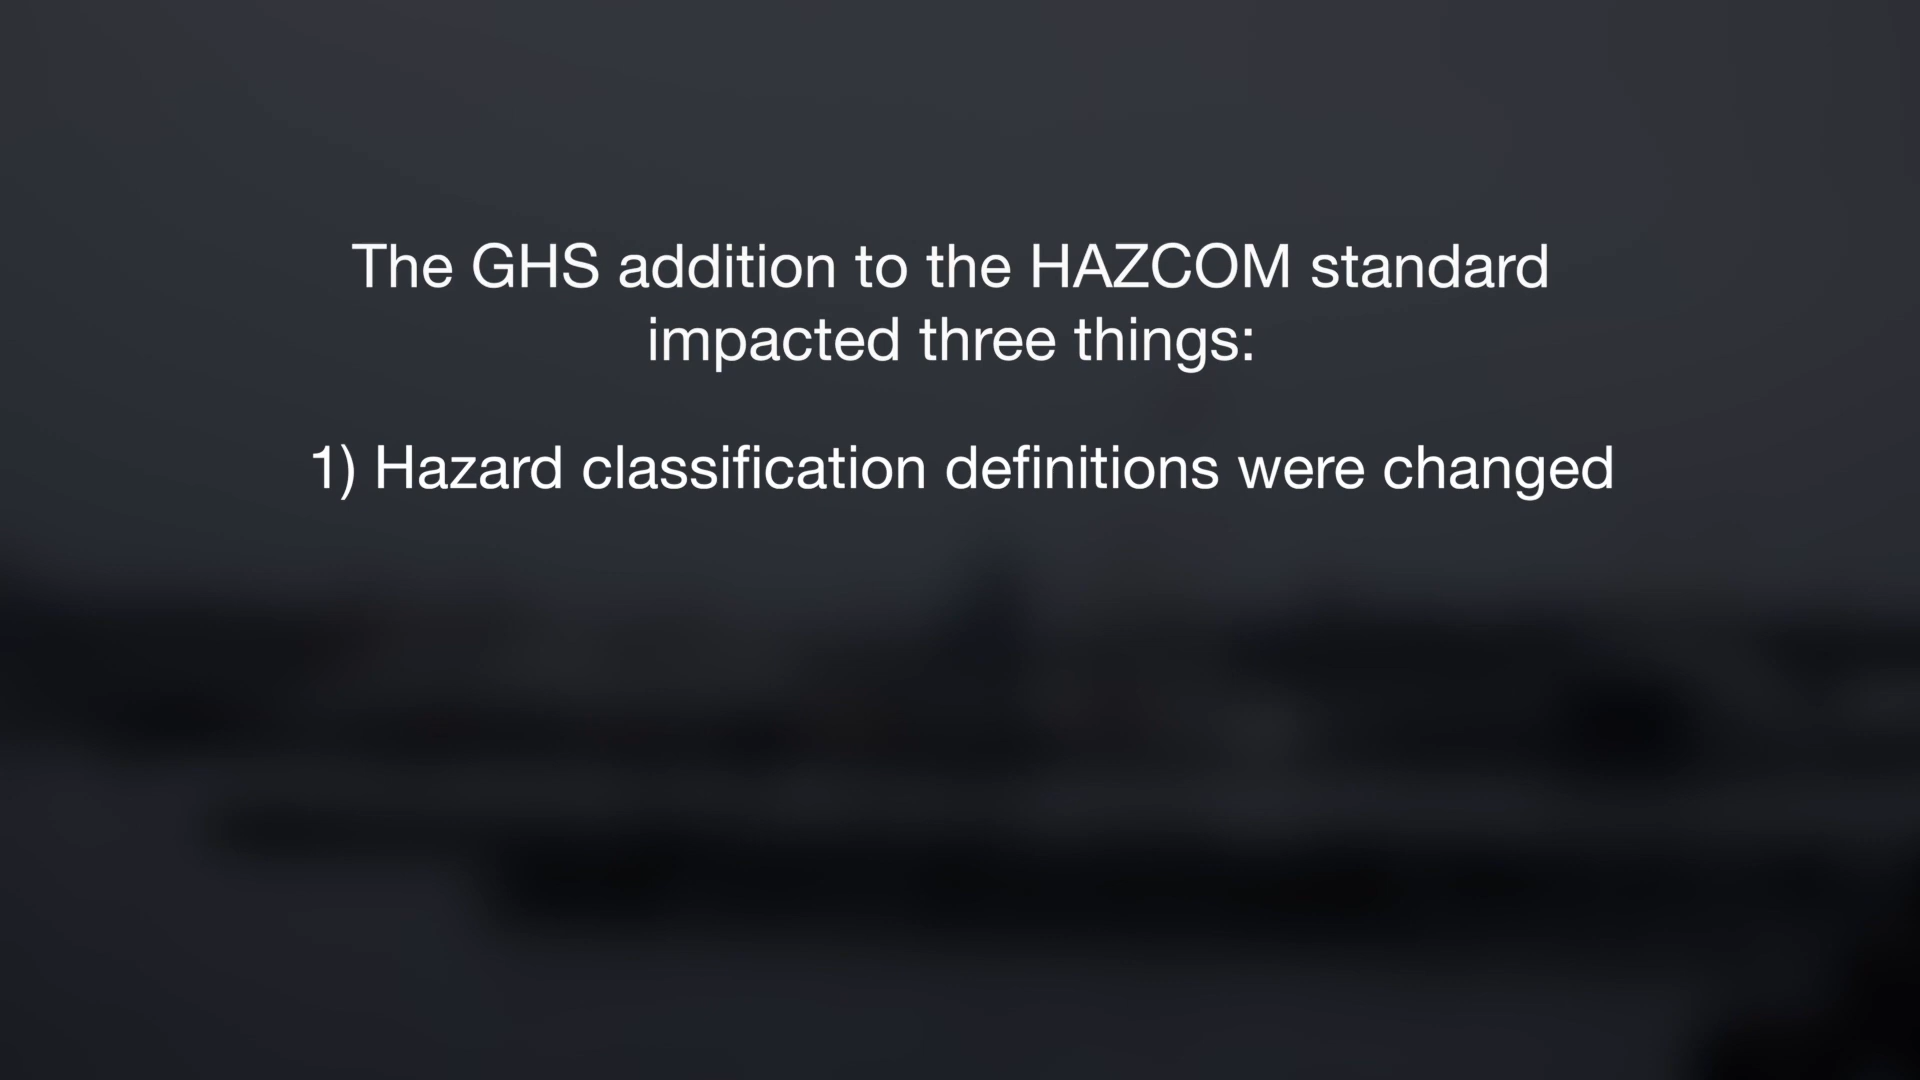 The GHS addition to the HAZCOM standard
impacted three things:
1) Hazard classification definitions were changed